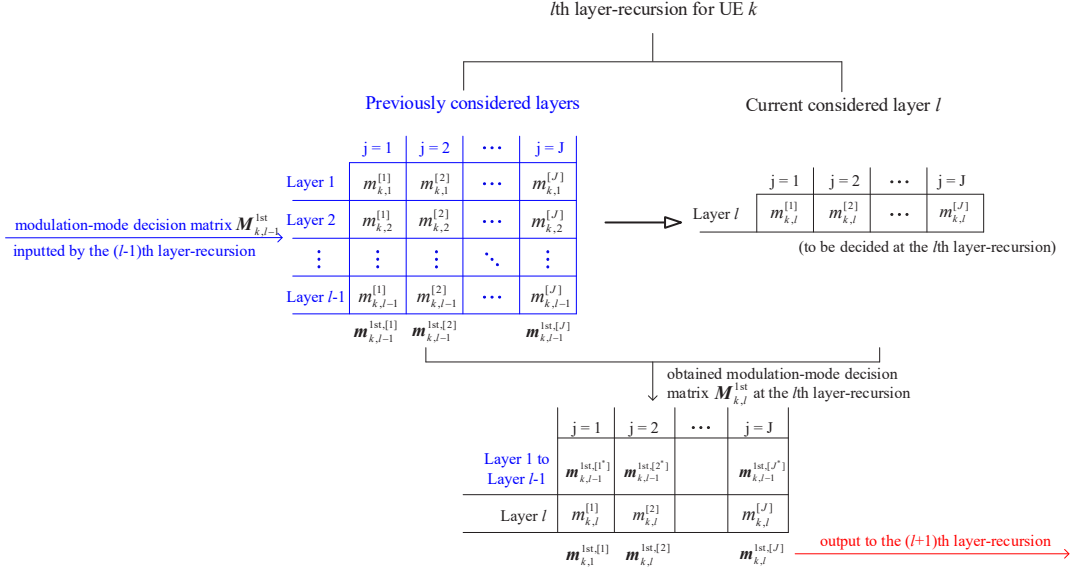 lth layer-recursion for UE k
Previously considered layers
Current considered layer l
j = 1 j = 2 ⋯ j = J
Layer 1 m_{k,1}^{[1]} m_{k,1}^{[2]} ⋯ m_{k,1}^{[J]}
Layer 2 m_{k,2}^{[1]} m_{k,2}^{[2]} ⋯ m_{k,2}^{[J]}
⋮ ⋮ ⋮ ⋱ ⋮
Layer l-1 m_{k,l-1}^{[1]} m_{k,l-1}^{[2]} ⋯ m_{k,l-1}^{[J]}
m_{k,l-1}^{1st,[1]} m_{k,l-1}^{1st,[2]} m_{k,l-1}^{1st,[J]}
modulation-mode decision matrix M_{k,l-1}^{1st}
inputted by the (l-1)th layer-recursion
j = 1 j = 2 ⋯ j = J
Layer l m_{k,l}^{[1]} m_{k,l}^{[2]} ⋯ m_{k,l}^{[J]}
(to be decided at the lth layer-recursion)
obtained modulation-mode decision
matrix M_{k,l}^{1st} at the lth layer-recursion
j = 1 j = 2 ⋯ j = J
Layer 1 to
Layer l-1 m_{k,l-1}^{1st,[1*]} m_{k,l-1}^{1st,[2*]} m_{k,l-1}^{1st,[J*]}
Layer l m_{k,l}^{[1]} m_{k,l}^{[2]} m_{k,l}^{[J]}
m_{k,1}^{1st,[1]} m_{k,l}^{1st,[2]} m_{k,l}^{1st,[J]}
output to the (l+1)th layer-recursion